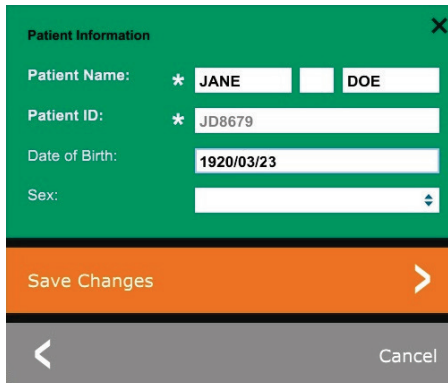 Patient Information
Patient Name: * JANE DOE
Patient ID: * JD8679
Date of Birth: 1920/03/23
Sex:
Save Changes
Cancel